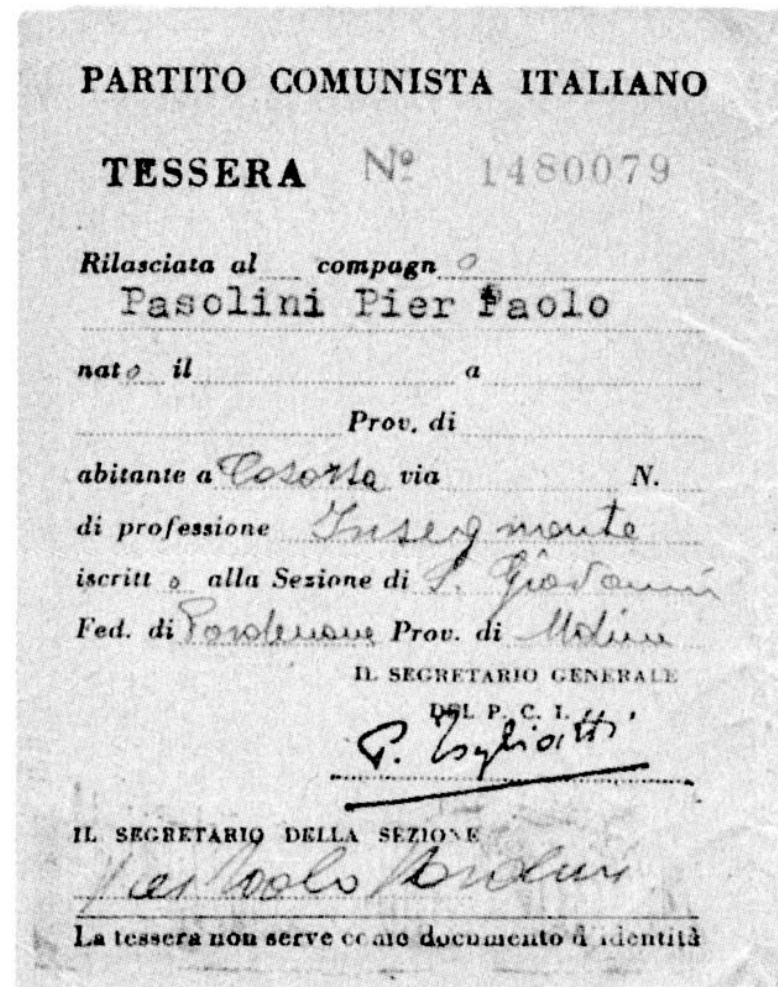 PARTITO COMUNISTA ITALIANO
TESSERA Nº 1480079
Rilasciata al compagno
Pasolini Pier Paolo
nato il a
Prov. di
abitante a Casarsa via N.
di professione Insegnante
iscritto alla Sezione di S. Giovanni
Fed. di Pordenone Prov. di Udine
IL SEGRETARIO GENERALE
DEL P. C. I.
P. Togliatti
IL SEGRETARIO DELLA SEZIONE
Pier Paolo Pasolini
La tessera non serve come documento d'identità